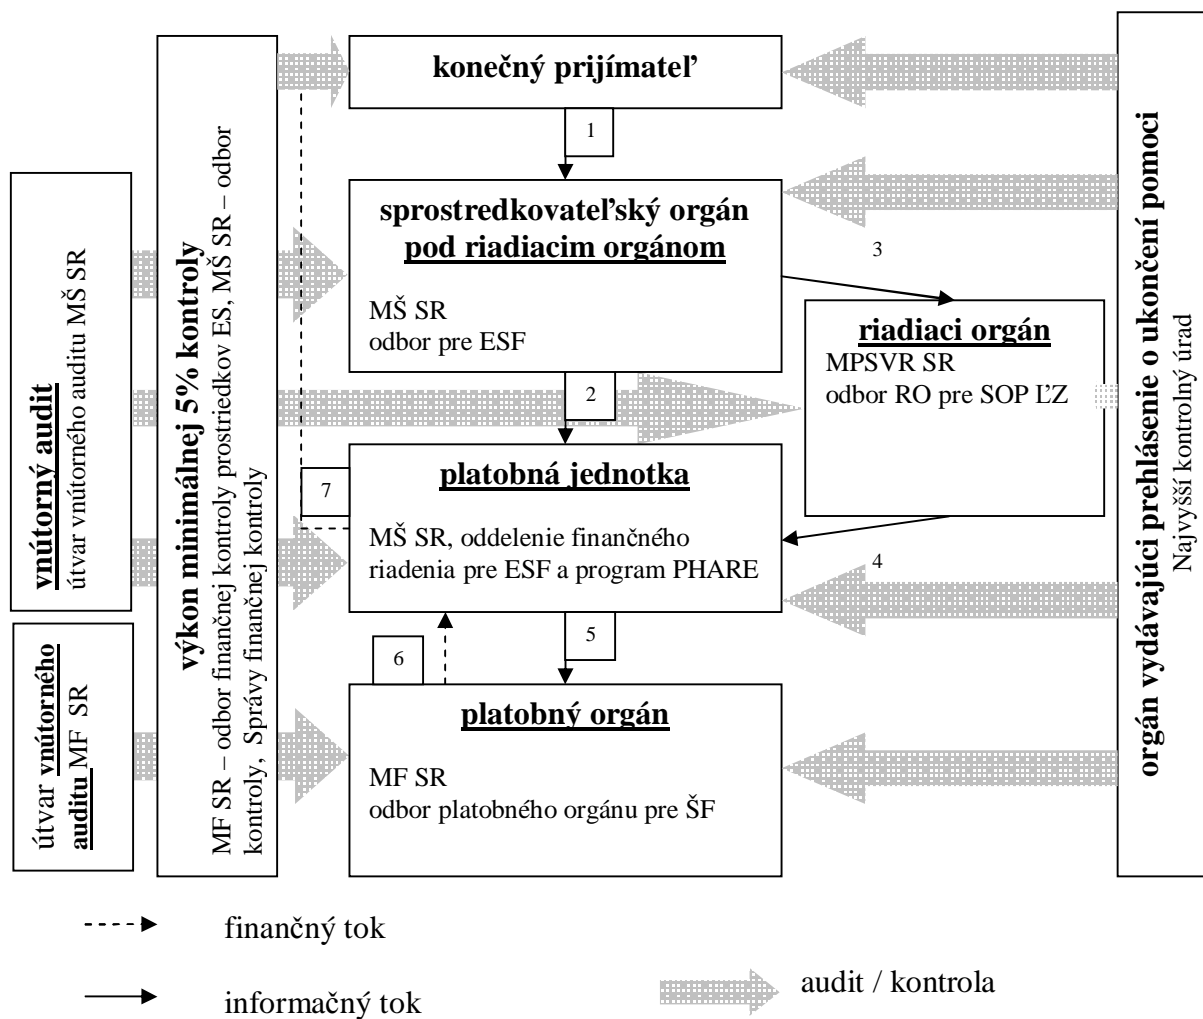 konečný prijímateľ
1
sprostredkovateľský orgán
pod riadiacim orgánom
MŠ SR
odbor pre ESF
3
riadiaci orgán
MPSVR SR
odbor RO pre SOP ĽZ
2
platobná jednotka
MŠ SR, oddelenie finančného
riadenia pre ESF a program PHARE
7
4
5
6
platobný orgán
MF SR
odbor platobného orgánu pre ŠF
vnútorný audit
útvar vnútorného auditu MŠ SR
útvar vnútorného
auditu MF SR
výkon minimálnej 5% kontroly
MF SR – odbor finančnej kontroly prostriedkov ES, MŠ SR – odbor
kontroly, Správy finančnej kontroly
orgán vydávajúci prehlásenie o ukončení pomoci
Najvyšší kontrolný úrad
finančný tok
informačný tok
audit / kontrola